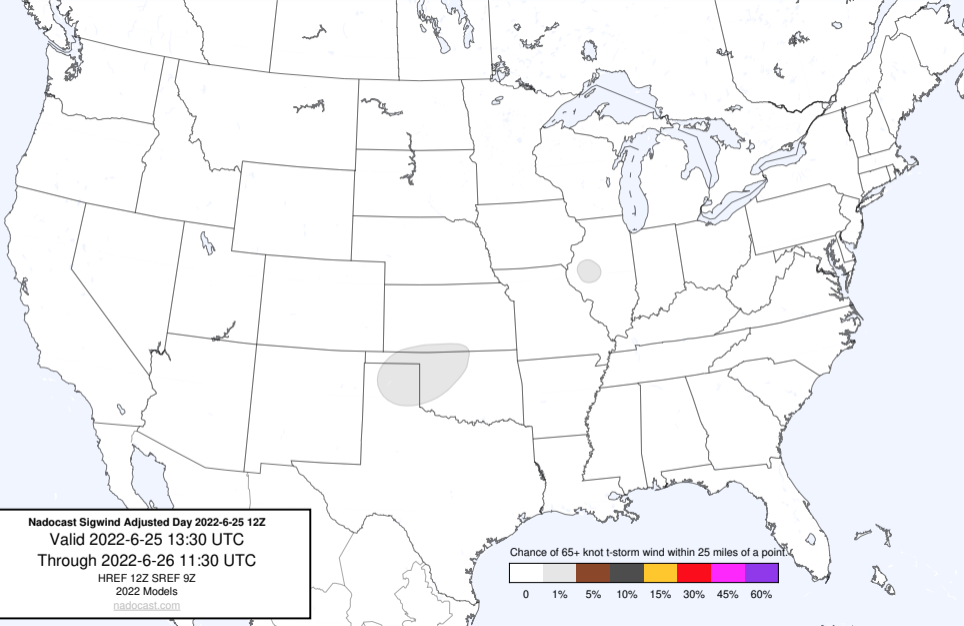 Nadocast Sigwind Adjusted Day 2022-6-25 12Z
Valid 2022-6-25 13:30 UTC
Through 2022-6-26 11:30 UTC
HREF 12Z SREF 9Z
2022 Models
nadocast.com
Chance of 65+ knot t-storm wind within 25 miles of a point.
0 1% 5% 10% 15% 30% 45% 60%